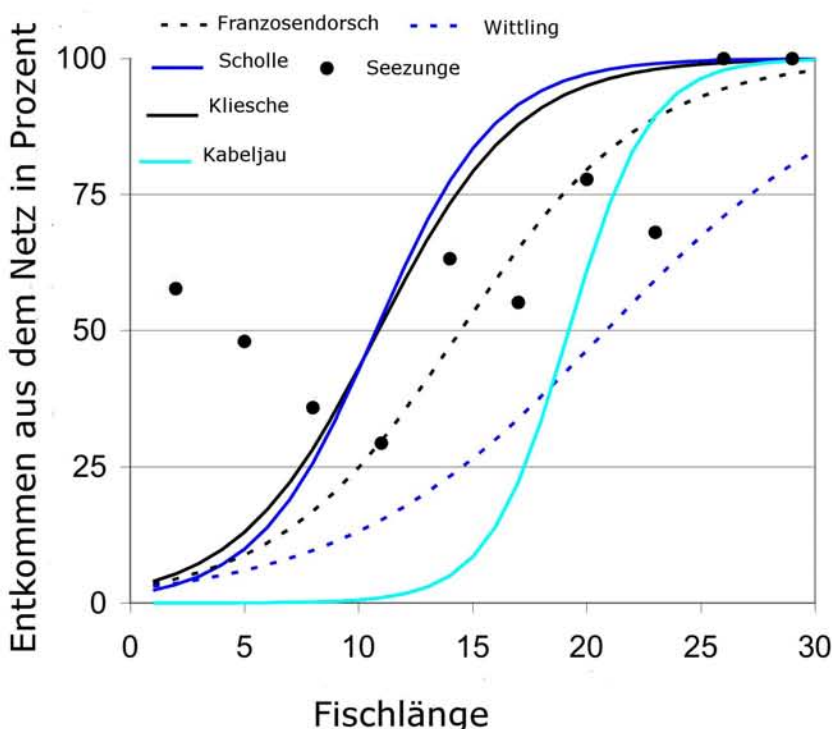 Franzosendorsch Wittling
Scholle Seezunge
Kliesche
Kabeljau
Entkommen aus dem Netz in Prozent
100
75
50
25
0
0 5 10 15 20 25 30
Fischlänge